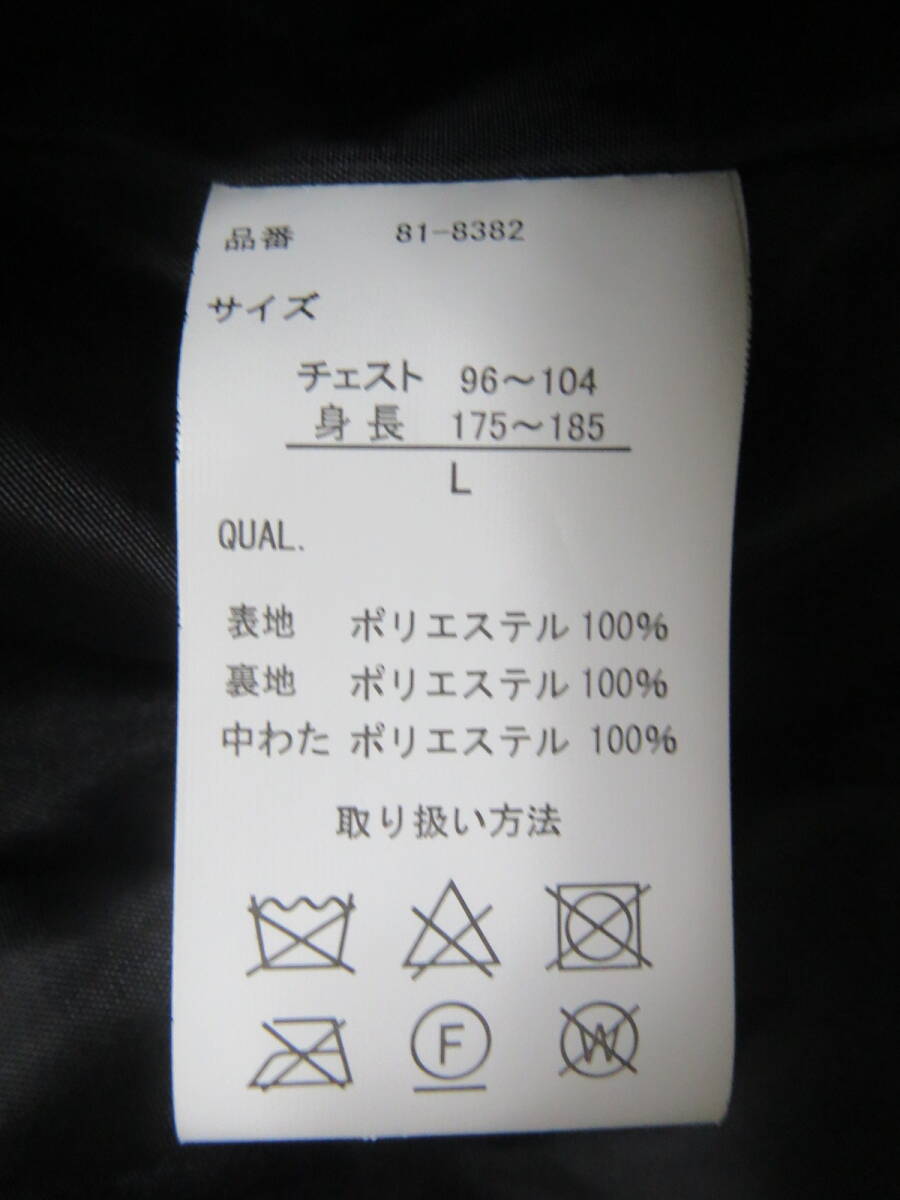 品番 81-8382
サイズ
チェスト 96～104
身長 175～185
L
QUAL.
表地 ポリエステル 100%
裏地 ポリエステル 100%
中わた ポリエステル 100%
取り扱い方法
F W